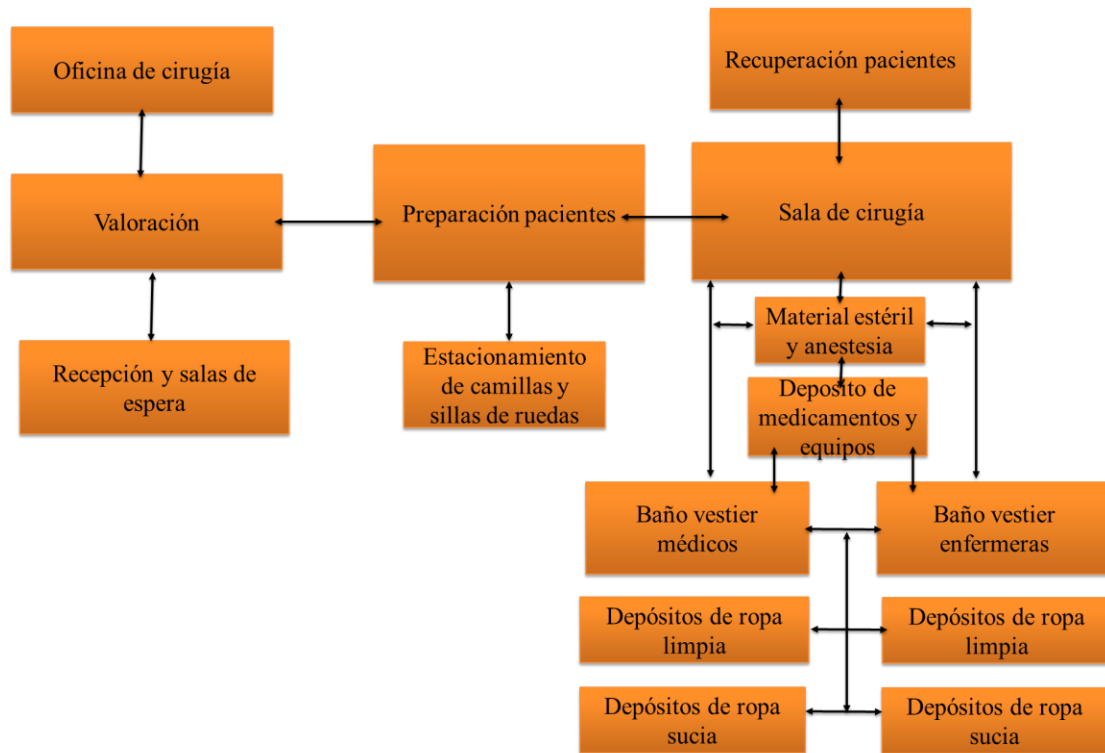 Oficina de cirugía
Recuperación pacientes
Valoración
Preparación pacientes
Sala de cirugía
Material estéril
y anestesia
Recepción y salas de
espera
Estacionamiento
de camillas y
sillas de ruedas
Deposito de
medicamentos y
equipos
Baño vestier
médicos
Baño vestier
enfermeras
Depósitos de ropa
limpia
Depósitos de ropa
limpia
Depósitos de ropa
sucia
Depósitos de ropa
sucia